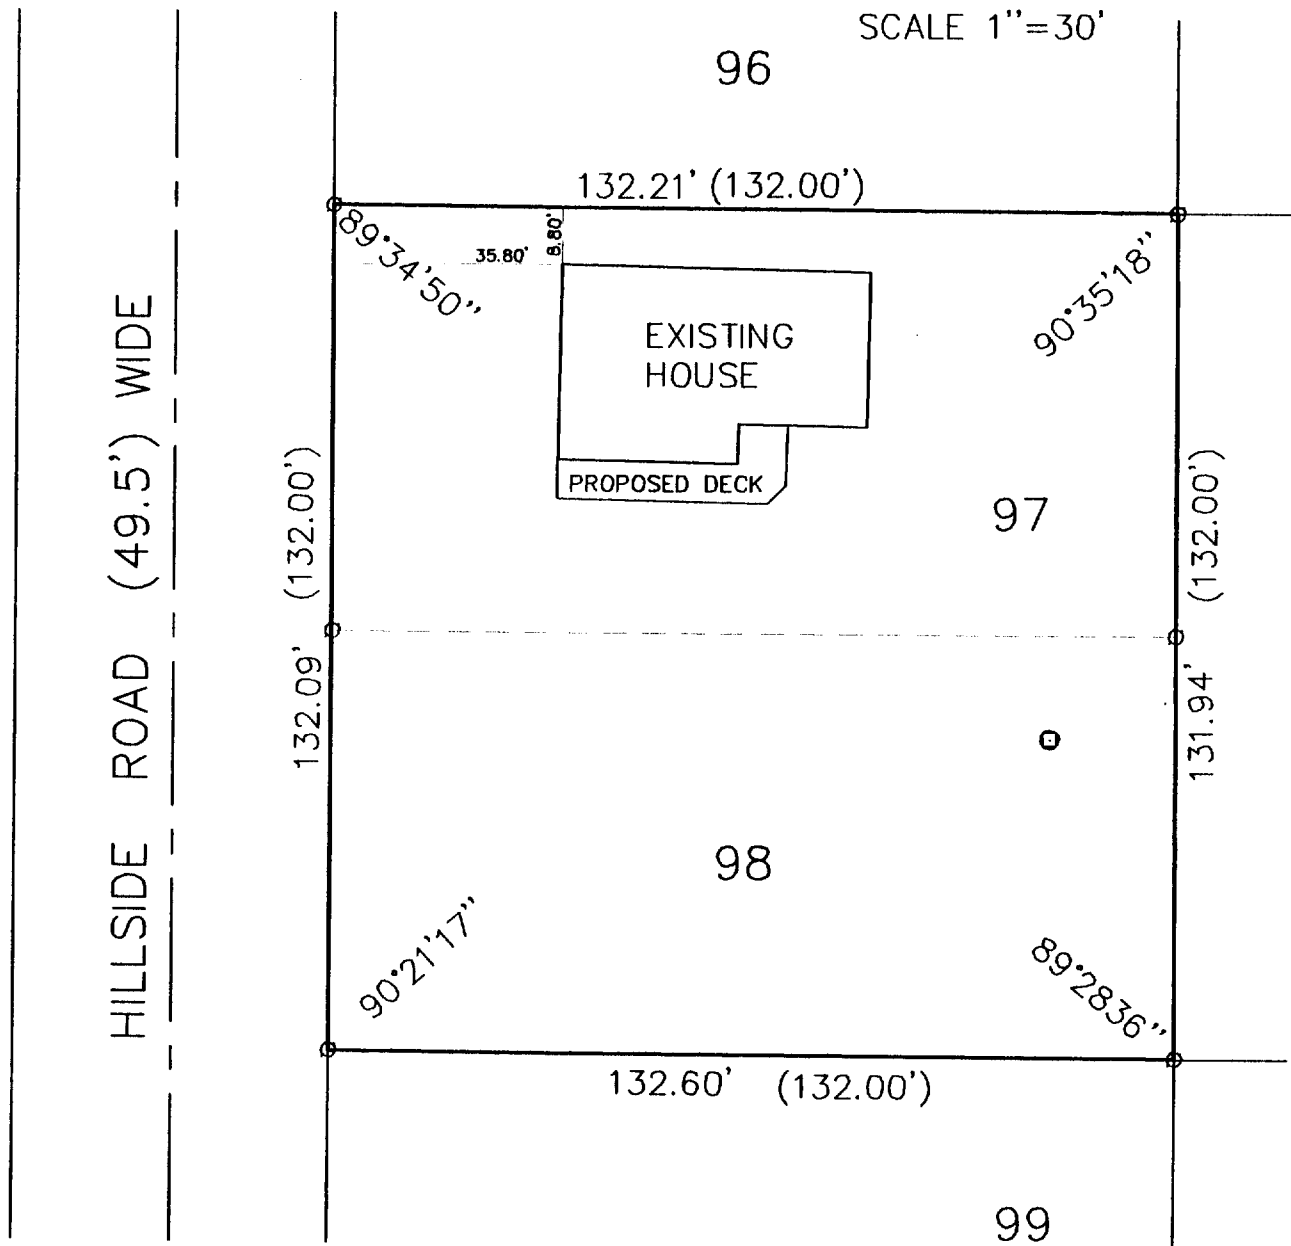 SCALE 1"=30'
96
132.21' (132.00')
89°34'50"
35.80'
8.80'
90°35'18"
EXISTING
HOUSE
PROPOSED DECK
97
HILLSIDE ROAD (49.5') WIDE
132.09' (132.00')
131.94' (132.00')
98
90°21'17"
89°2836"
132.60' (132.00')
99